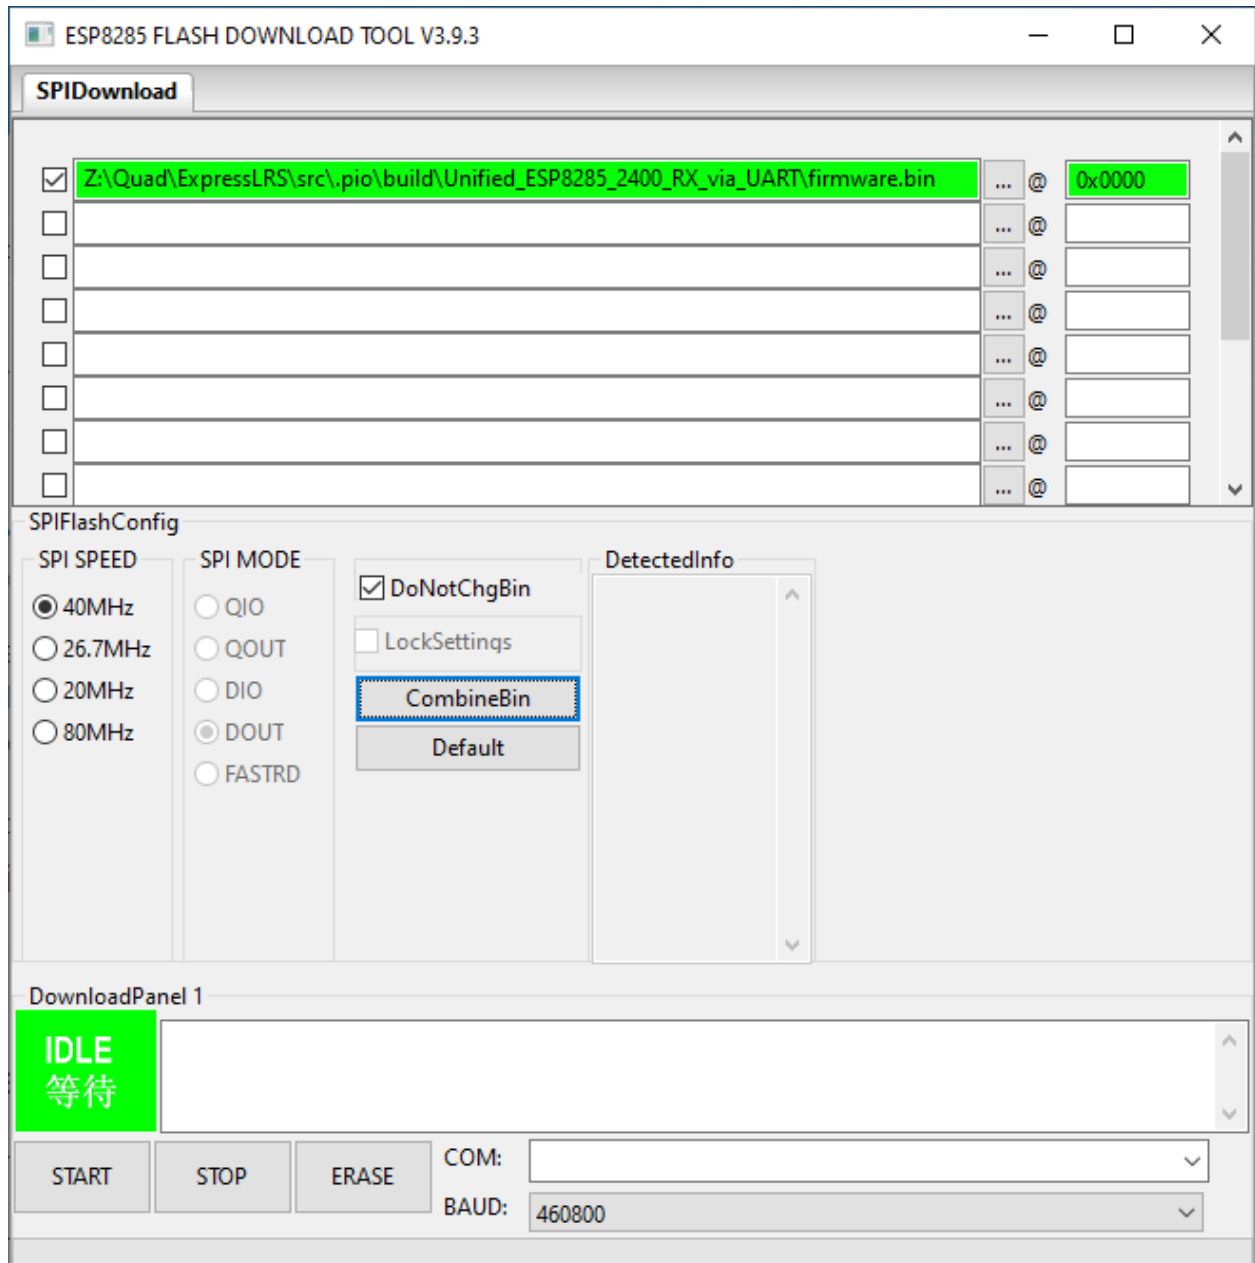 ESP8285 FLASH DOWNLOAD TOOL V3.9.3
SPIDownload
Z:\Quad\ExpressLRS\src\.pio\build\Unified_ESP8285_2400_RX_via_UART\firmware.bin ... @ 0x0000
... @
... @
... @
... @
... @
... @
... @
SPIFlashConfig
SPI SPEED
40MHz
26.7MHz
20MHz
80MHz
SPI MODE
QIO
QOUT
DIO
DOUT
FASTRD
DoNotChgBin
LockSettings
CombineBin
Default
DetectedInfo
DownloadPanel 1
IDLE
等待
START STOP ERASE
COM:
BAUD: 460800